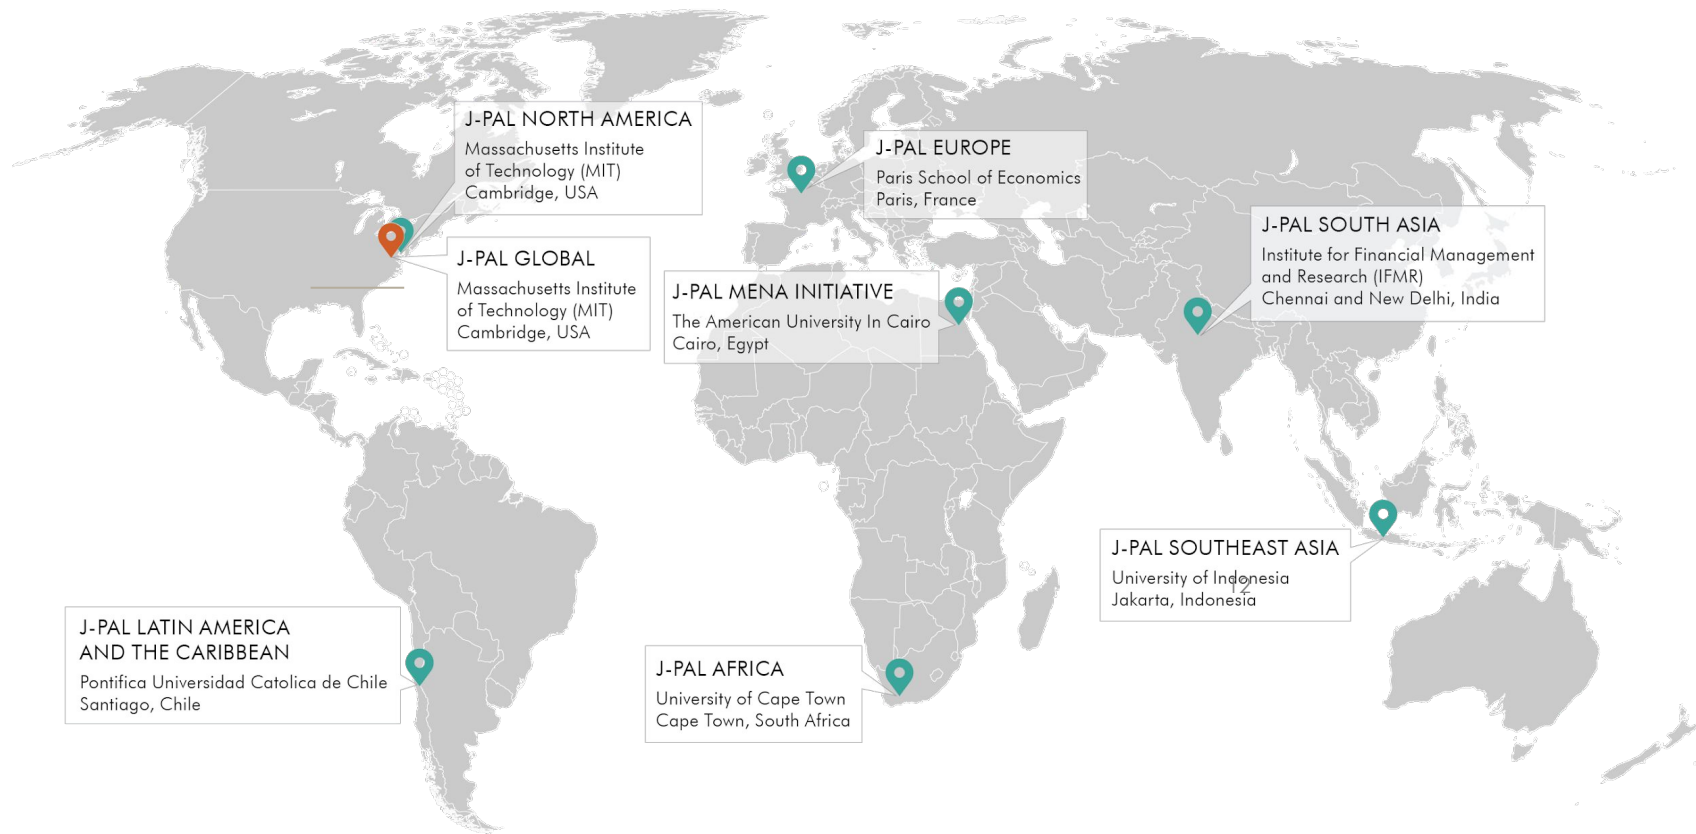 J-PAL NORTH AMERICA
Massachusetts Institute
of Technology (MIT)
Cambridge, USA
J-PAL GLOBAL
Massachusetts Institute
of Technology (MIT)
Cambridge, USA
J-PAL EUROPE
Paris School of Economics
Paris, France
J-PAL SOUTH ASIA
Institute for Financial Management
and Research (IFMR)
Chennai and New Delhi, India
J-PAL MENA INITIATIVE
The American University In Cairo
Cairo, Egypt
J-PAL SOUTHEAST ASIA
University of Indonesia
12
Jakarta, Indonesia
J-PAL LATIN AMERICA
AND THE CARIBBEAN
Pontifica Universidad Catolica de Chile
Santiago, Chile
J-PAL AFRICA
University of Cape Town
Cape Town, South Africa